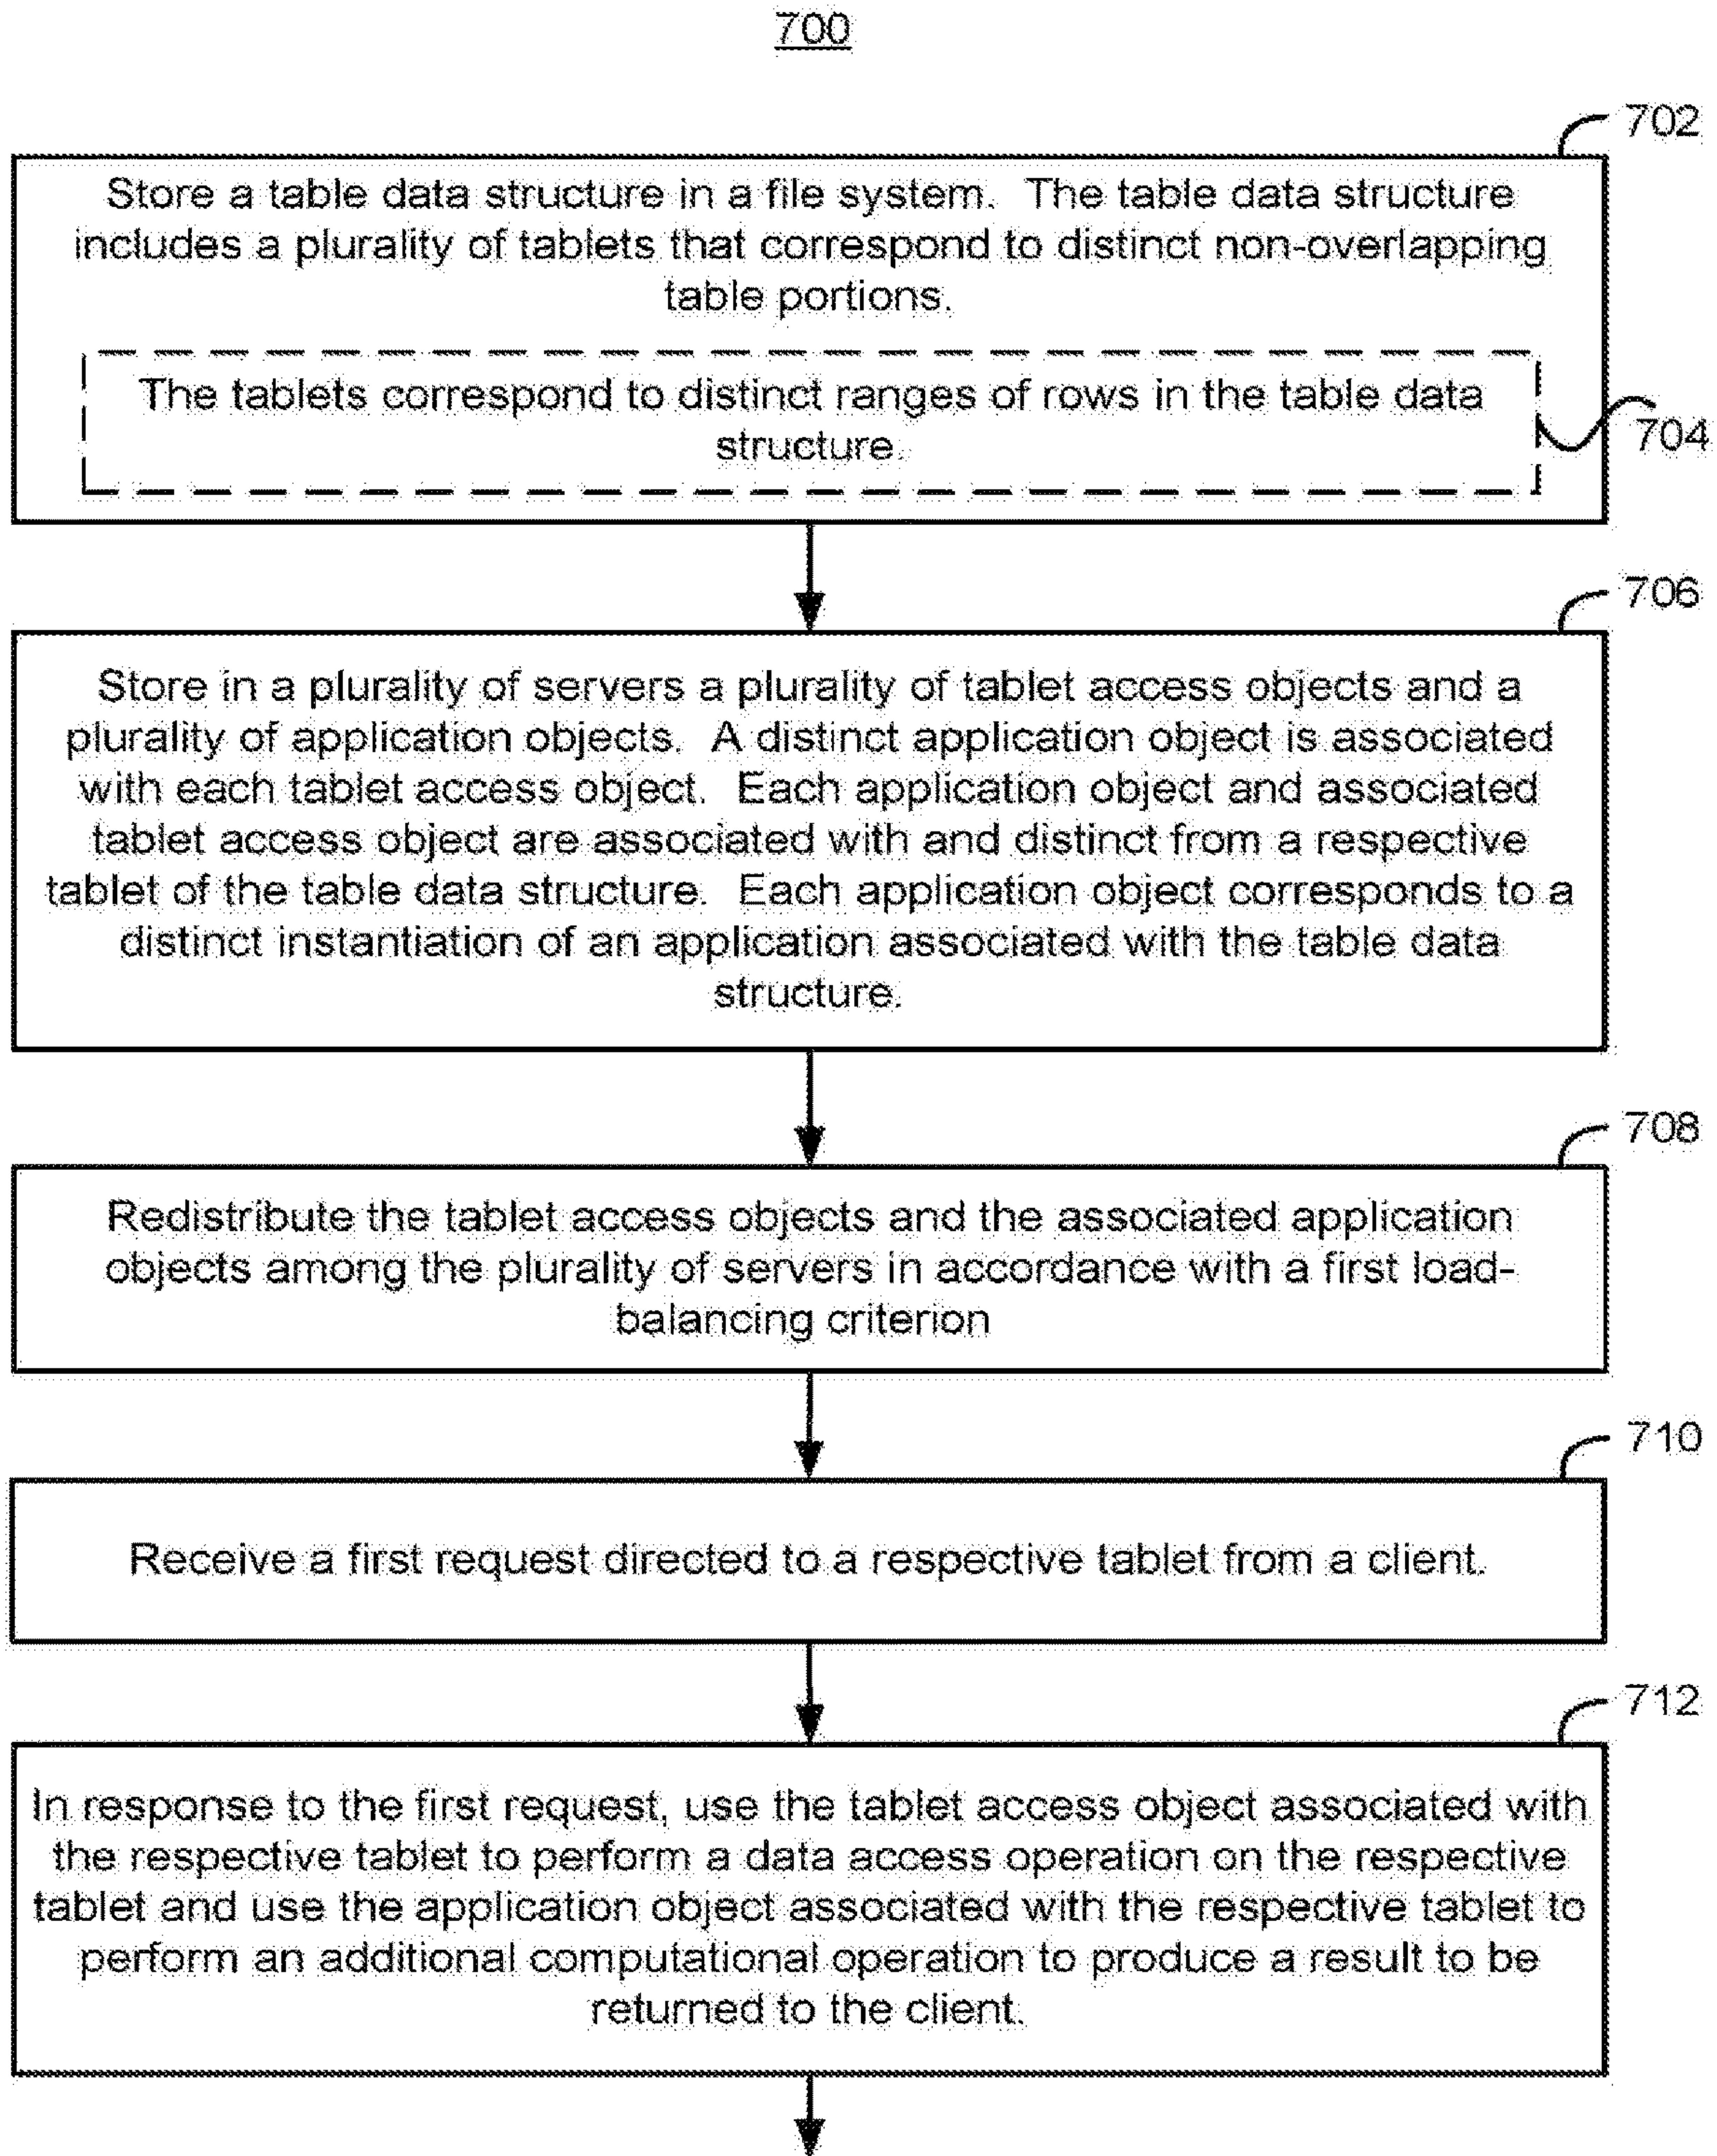 700
702
Store a table data structure in a file system. The table data structure
includes a plurality of tablets that correspond to distinct non-overlapping
table portions.
The tablets correspond to distinct ranges of rows in the table data
structure.
704
706
Store in a plurality of servers a plurality of tablet access objects and a
plurality of application objects. A distinct application object is associated
with each tablet access object. Each application object and associated
tablet access object are associated with and distinct from a respective
tablet of the table data structure. Each application object corresponds to a
distinct instantiation of an application associated with the table data
structure.
708
Redistribute the tablet access objects and the associated application
objects among the plurality of servers in accordance with a first load-
balancing criterion
710
Receive a first request directed to a respective tablet from a client.
712
In response to the first request, use the tablet access object associated with
the respective tablet to perform a data access operation on the respective
tablet and use the application object associated with the respective tablet to
perform an additional computational operation to produce a result to be
returned to the client.